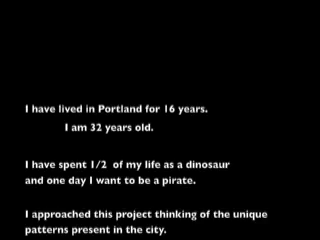 I have lived in Portland for 16 years.
I am 32 years old.
I have spent 1/2 of my life as a dinosaur
and one day I want to be a pirate.
I approached this project thinking of the unique
patterns present in the city.